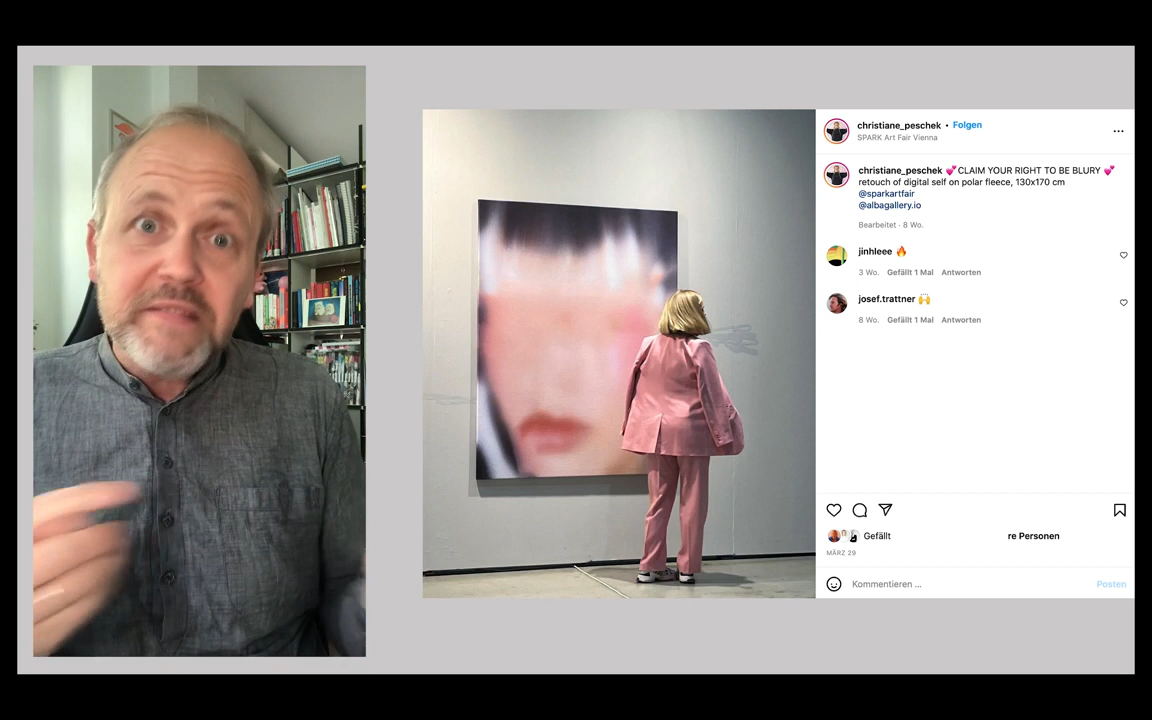 christiane_peschek • Folgen
SPARK Art Fair Vienna
christiane_peschek 💕CLAIM YOUR RIGHT TO BE BLURY 💕
retouch of digital self on polar fleece, 130x170 cm
@sparkartfair
@albagallery.io
Bearbeitet · 8 Wo.
jinhleee 🔥
3 Wo. Gefällt 1 Mal Antworten
josef.trattner 🙌
8 Wo. Gefällt 1 Mal Antworten
Gefällt re Personen
MÄRZ 29
Kommentieren ...
Posten